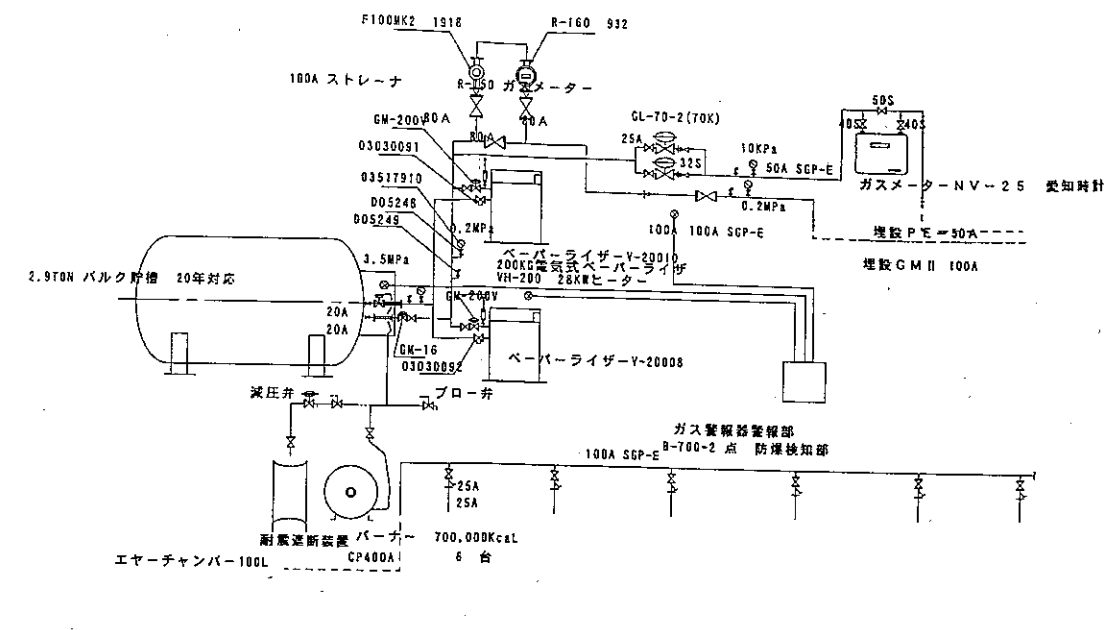 F100MK2 1918
R-160 932
100A ストレーナ
ガスメーター
GM-200V
80A
80A
80A
03030091
03517910
D05248
D05249
0.2MPa
GL-70-2(70K)
25A
32S
10KPa
50A SGP-E
50S
40S
40S
ガスメーターNV-25 愛知時計
0.2MPa
100A 100A SGP-E
埋設PE-50A
埋設GMⅡ 100A
ベーパーライザーV-20010
200KG電気式ベーパーライザ
VH-200 28KWヒーター
3.5MPa
2.9TON バルク貯槽 20年対応
20A
20A
GM-200V
GM-16
03030092
ベーパーライザーV-20008
減圧弁
ブロー弁
ガス警報器警報部
B-700-2 点 防爆検知部
100A SGP-E
25A
25A
耐震遮断装置
バーナー 700,000KcaL
エヤーチャンバー100L
CP400A
6 台